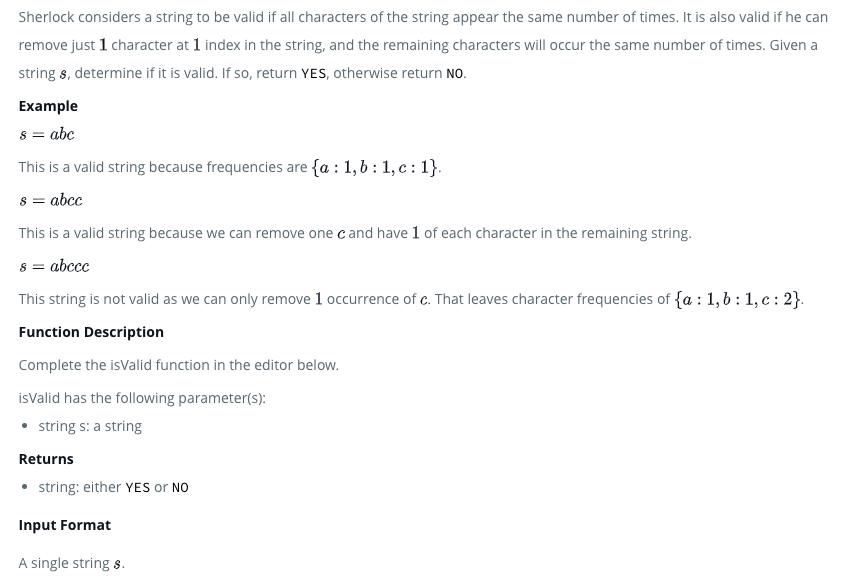 Sherlock considers a string to be valid if all characters of the string appear the same number of times. It is also valid if he can
remove just 1 character at 1 index in the string, and the remaining characters will occur the same number of times. Given a
string s, determine if it is valid. If so, return YES, otherwise return NO.
Example
s = abc
This is a valid string because frequencies are {a : 1, b : 1, c : 1}.
s = abcc
This is a valid string because we can remove one c and have 1 of each character in the remaining string.
s = abccc
This string is not valid as we can only remove 1 occurrence of c. That leaves character frequencies of {a : 1, b : 1, c : 2}.
Function Description
Complete the isValid function in the editor below.
isValid has the following parameter(s):
• string s: a string
Returns
• string: either YES or NO
Input Format
A single string s.